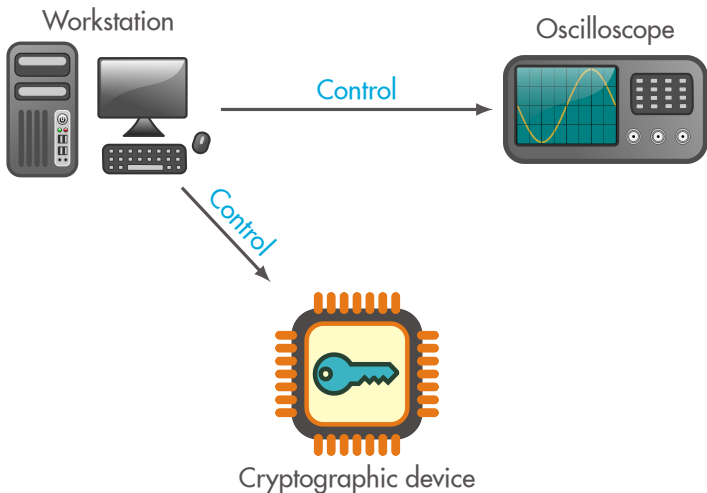 Workstation
Oscilloscope
Control
Control
Cryptographic device